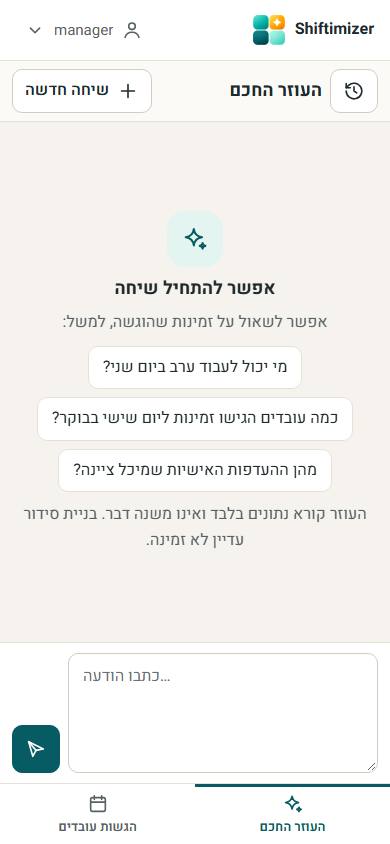 Shiftimizer
manager
העוזר החכם
שיחה חדשה
אפשר להתחיל שיחה
אפשר לשאול על זמינות שהוגשה, למשל:
מי יכול לעבוד ערב ביום שני?
כמה עובדים הגישו זמינות ליום שישי בבוקר?
מהן ההעדפות האישיות שמיכל ציינה?
העוזר קורא נתונים בלבד ואינו משנה דבר. בניית סידור
עדיין לא זמינה.
כתבו הודעה...
העוזר החכם
הגשות עובדים